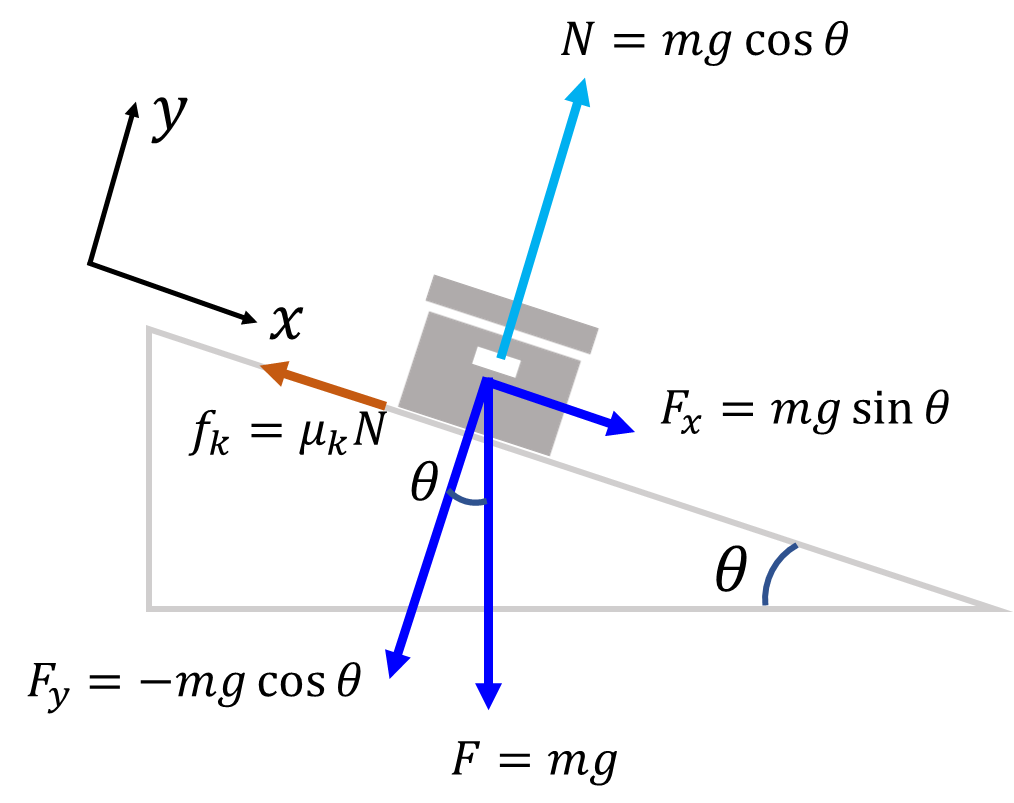 N = mg cos θ
y
x
F_x = mg sin θ
f_k = μ_k N
θ
θ
F_y = −mg cos θ
F = mg